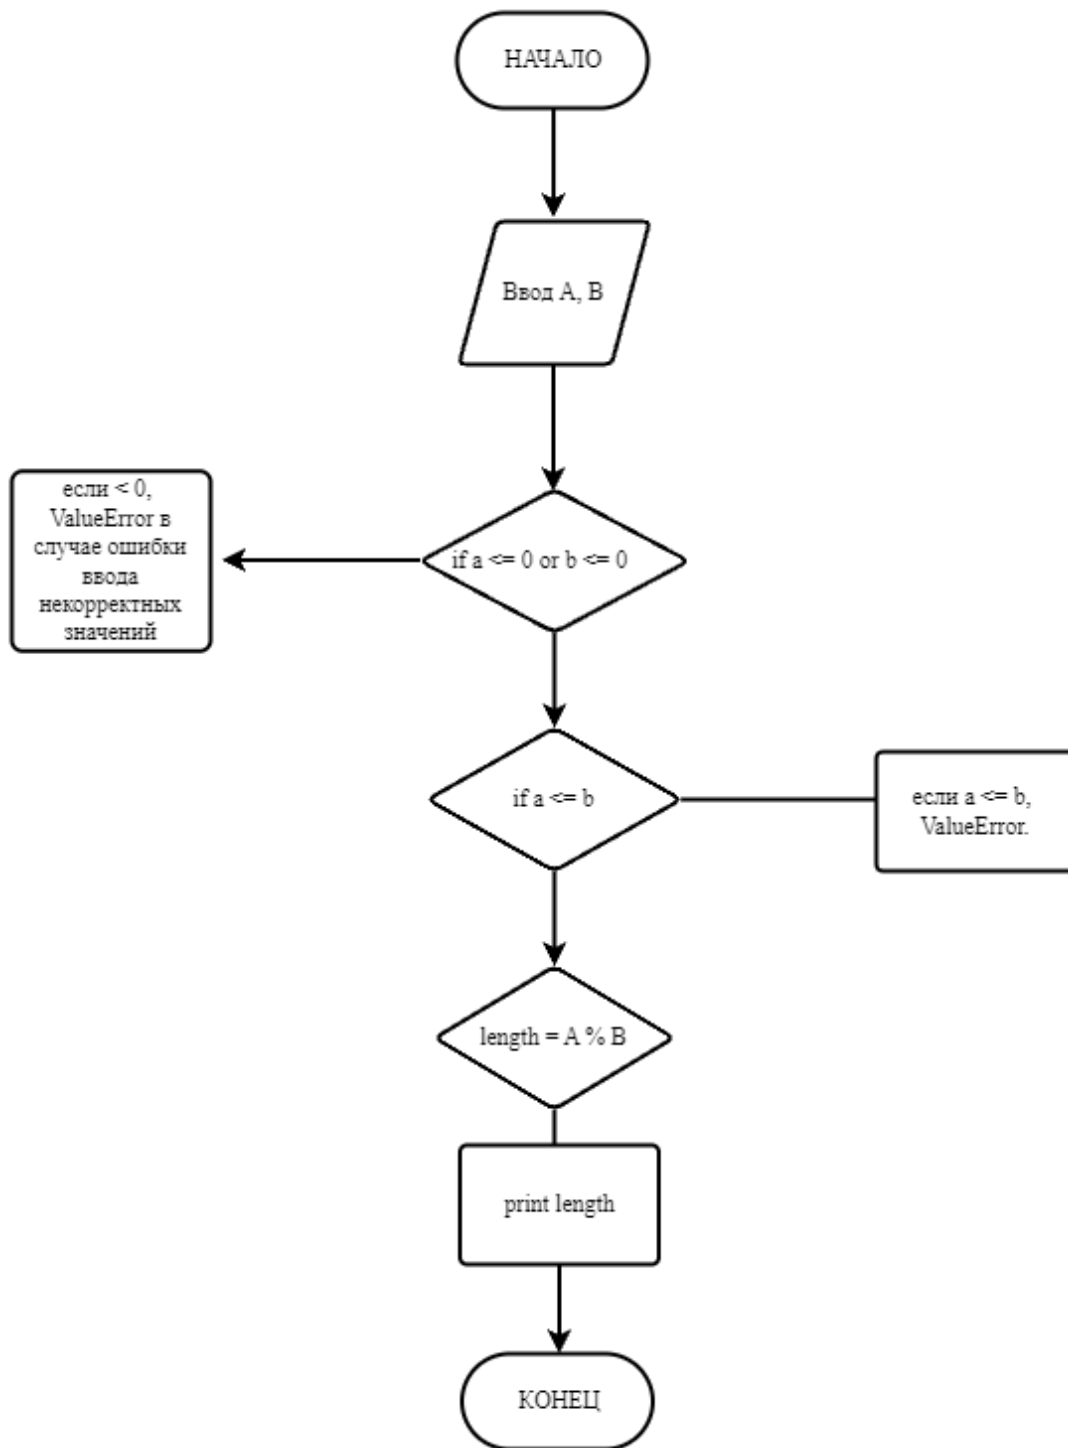 НАЧАЛО
Ввод A, B
если < 0,
ValueError в
случае ошибки
ввода
некорректных
значений
if a <= 0 or b <= 0
if a <= b
если a <= b,
ValueError.
length = A % B
print length
КОНЕЦ